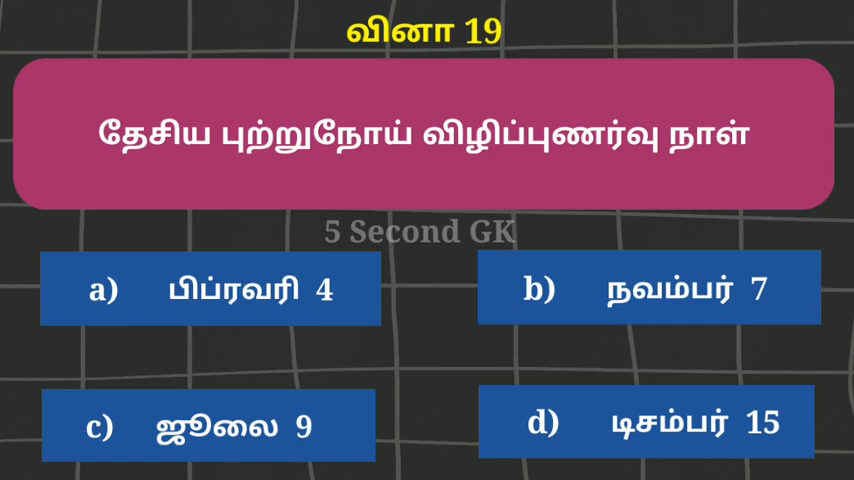 வினா 19
தேசிய புற்றுநோய் விழிப்புணர்வு நாள்
5 Second GK
a) பிப்ரவரி 4
b) நவம்பர் 7
c) ஜூலை 9
d) டிசம்பர் 15